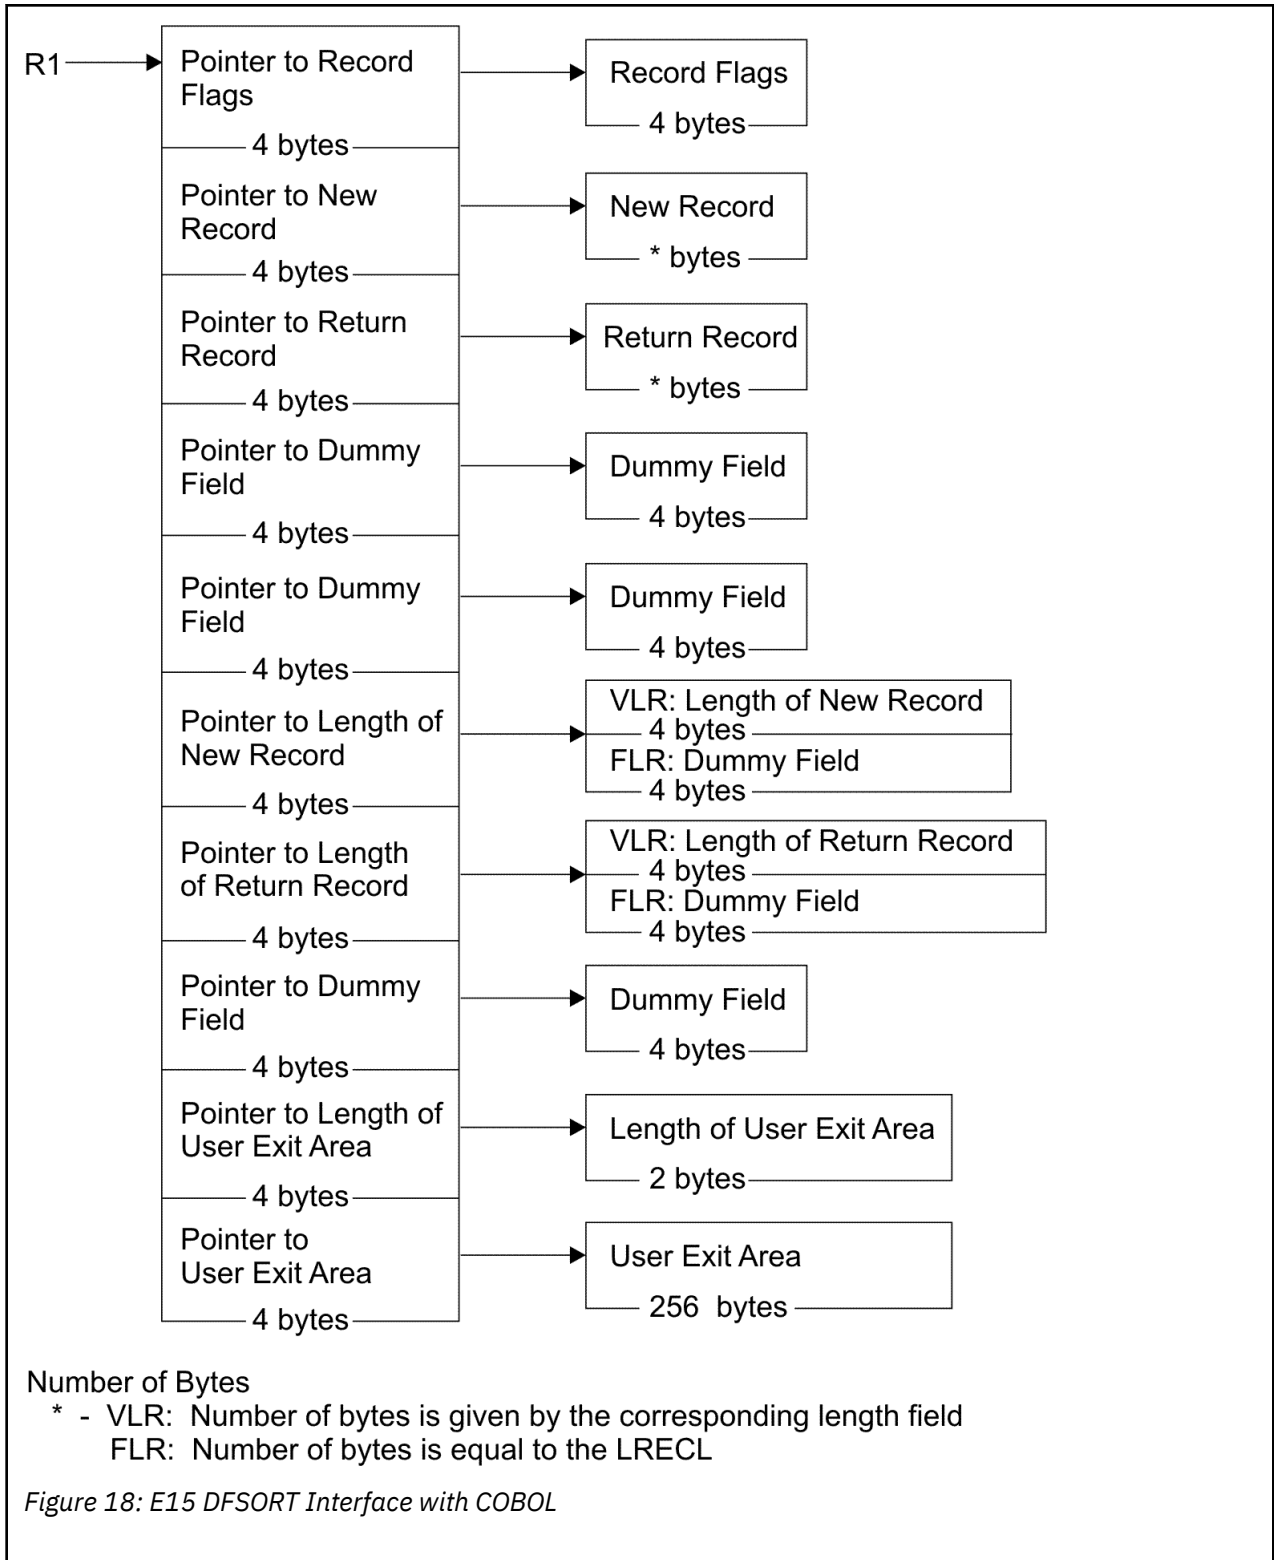 R1
Pointer to Record
Flags
4 bytes
Record Flags
4 bytes
Pointer to New
Record
4 bytes
New Record
* bytes
Pointer to Return
Record
4 bytes
Return Record
* bytes
Pointer to Dummy
Field
4 bytes
Dummy Field
4 bytes
Pointer to Dummy
Field
4 bytes
Dummy Field
4 bytes
Pointer to Length of
New Record
4 bytes
VLR: Length of New Record
4 bytes
FLR: Dummy Field
4 bytes
Pointer to Length
of Return Record
4 bytes
VLR: Length of Return Record
4 bytes
FLR: Dummy Field
4 bytes
Pointer to Dummy
Field
4 bytes
Dummy Field
4 bytes
Pointer to Length of
User Exit Area
4 bytes
Length of User Exit Area
2 bytes
Pointer to
User Exit Area
4 bytes
User Exit Area
256 bytes
Number of Bytes
* - VLR: Number of bytes is given by the corresponding length field
FLR: Number of bytes is equal to the LRECL
Figure 18: E15 DFSORT Interface with COBOL